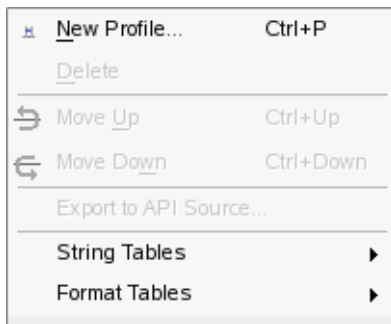 New Profile... Ctrl+P
Delete
Move Up Ctrl+Up
Move Down Ctrl+Down
Export to API Source...
String Tables
Format Tables